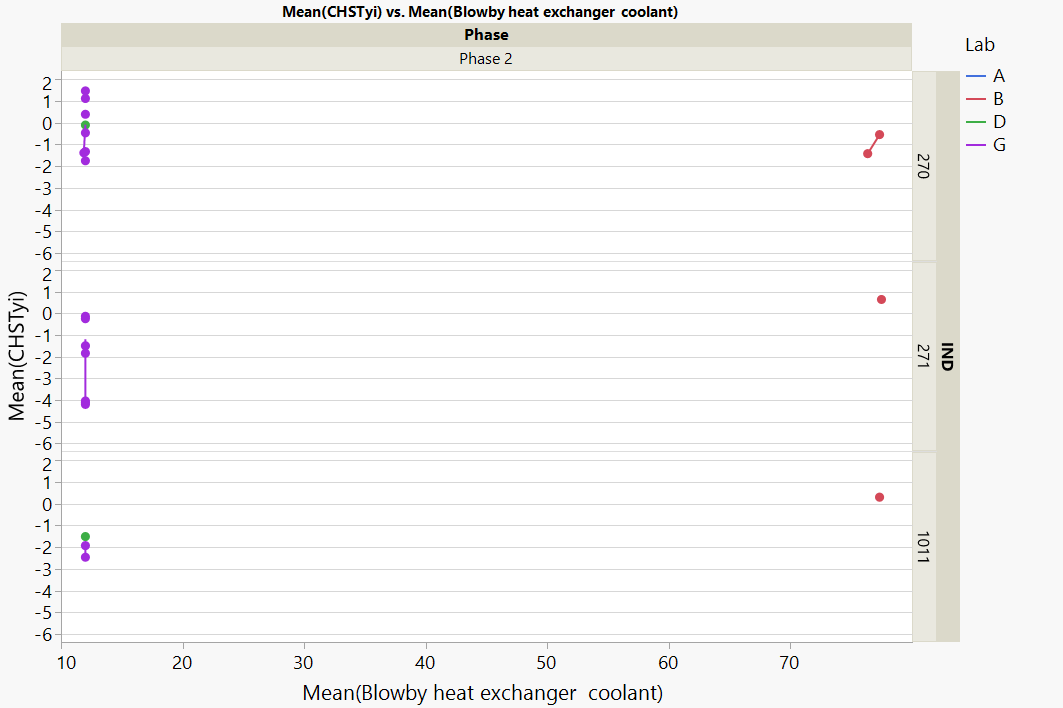 Mean(CHSTyi) vs. Mean(Blowby heat exchanger coolant)
Phase
Phase 2
Lab
A
B
D
G
Mean(CHSTyi)
2
1
0
-1
-2
-3
-4
-5
-6
270
2
1
0
-1
-2
-3
-4
-5
-6
271
IND
2
1
0
-1
-2
-3
-4
-5
-6
1011
10 20 30 40 50 60 70
Mean(Blowby heat exchanger coolant)